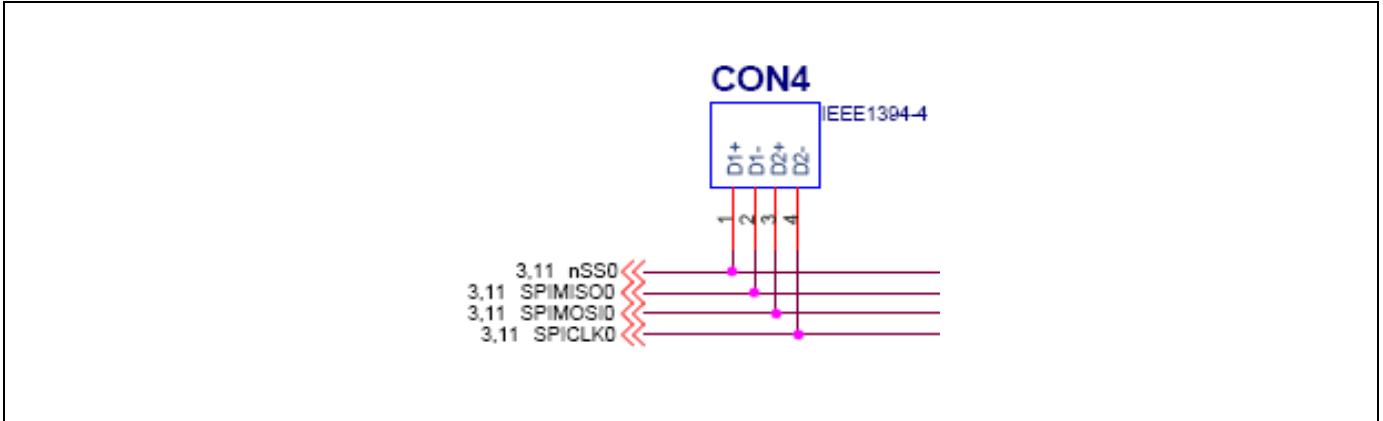 CON4
IEEE1394-4
D1+ D1- D2+ D2-
1 2 3 4
3,11 nSS0
3,11 SPIMISO0
3,11 SPIMOSI0
3,11 SPICLK0